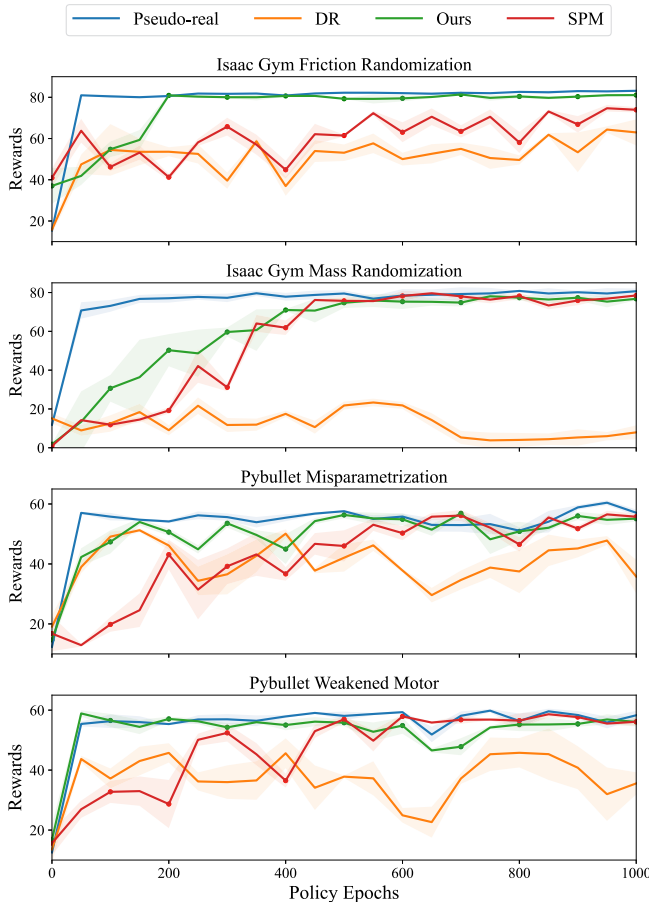 Pseudo-real DR Ours SPM
Isaac Gym Friction Randomization
80
60
40
20
Rewards
Isaac Gym Mass Randomization
80
60
40
20
0
Rewards
Pybullet Misparametrization
60
40
20
Rewards
Pybullet Weakened Motor
60
40
20
Rewards
0 200 400 600 800 1000
Policy Epochs